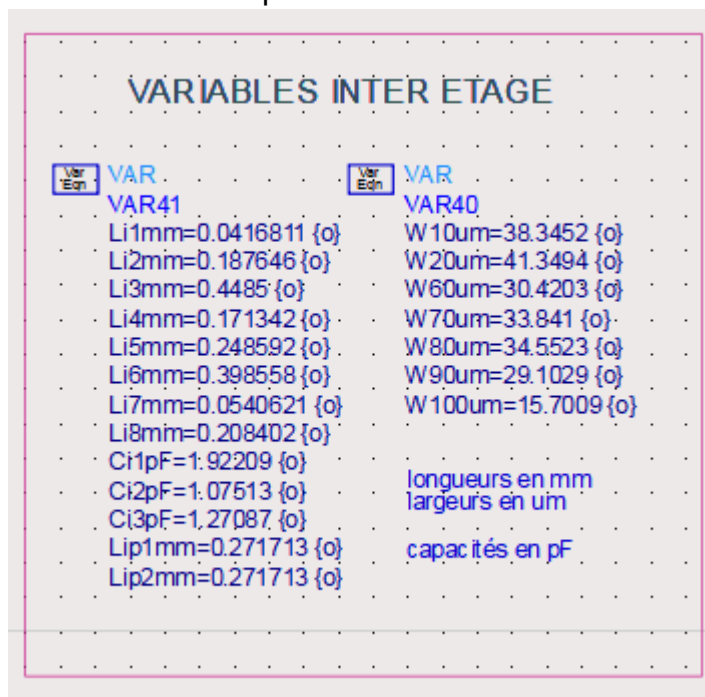 VARIABLES INTER ETAGE
Var
Eqn
VAR
VAR41
Li1mm=0.0416811 {o}
Li2mm=0.187646 {o}
Li3mm=0.4485 {o}
Li4mm=0.171342 {o}
Li5mm=0.248592 {o}
Li6mm=0.398558 {o}
Li7mm=0.0540621 {o}
Li8mm=0.208402 {o}
Ci1pF=1.92209 {o}
Ci2pF=1.07513 {o}
Ci3pF=1.27087 {o}
Lip1mm=0.271713 {o}
Lip2mm=0.271713 {o}
Var
Eqn
VAR
VAR40
W10um=38.3452 {o}
W20um=41.3494 {o}
W60um=30.4203 {o}
W70um=33.841 {o}
W80um=34.5523 {o}
W90um=29.1029 {o}
W100um=15.7009 {o}
longueurs en mm
largeurs en um
capacités en pF